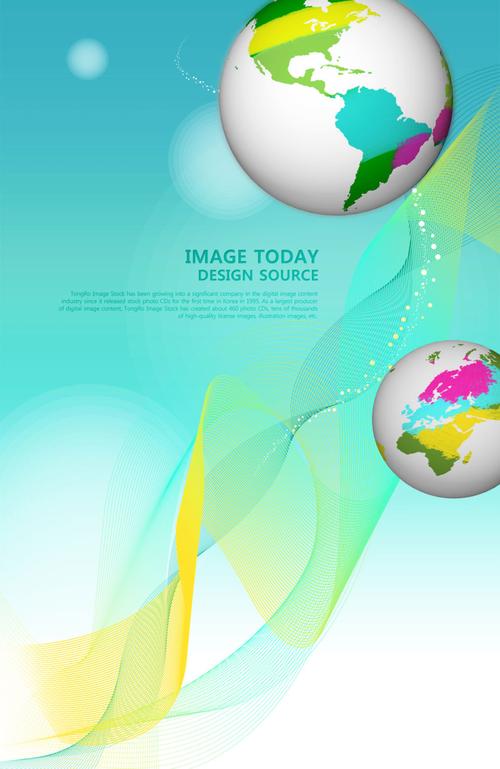 IMAGE TODAY
DESIGN SOURCE
TongRo Image Stock has been growing into a significant company in the digital image content
industry since it released stock photo CDs for the first time in Korea in 1995. As a largest producer
of digital image content, TongRo Image Stock has created about 460 photo CDs, tens of thousands
of high-quality license images, illustration images, etc.